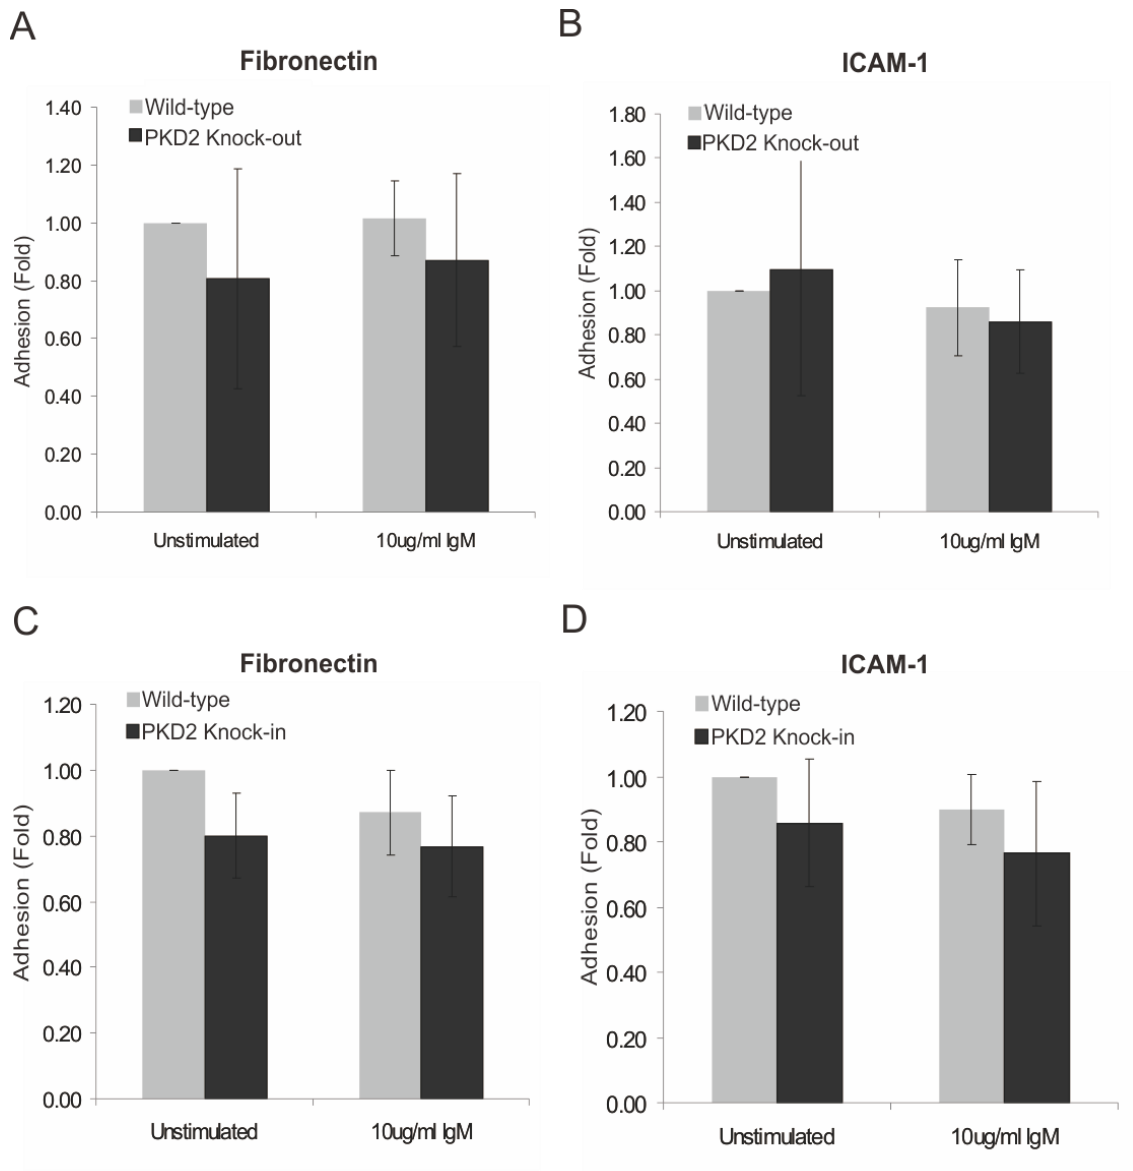 A
Fibronectin
Wild-type
PKD2 Knock-out
Adhesion (Fold)
1.40
1.20
1.00
0.80
0.60
0.40
0.20
0.00
Unstimulated
10ug/ml IgM
B
ICAM-1
Wild-type
PKD2 Knock-out
Adhesion (Fold)
1.80
1.60
1.40
1.20
1.00
0.80
0.60
0.40
0.20
0.00
Unstimulated
10ug/ml IgM
C
Fibronectin
Wild-type
PKD2 Knock-in
Adhesion (Fold)
1.20
1.00
0.80
0.60
0.40
0.20
0.00
Unstimulated
10ug/ml IgM
D
ICAM-1
Wild-type
PKD2 Knock-in
Adhesion (Fold)
1.20
1.00
0.80
0.60
0.40
0.20
0.00
Unstimulated
10ug/ml IgM